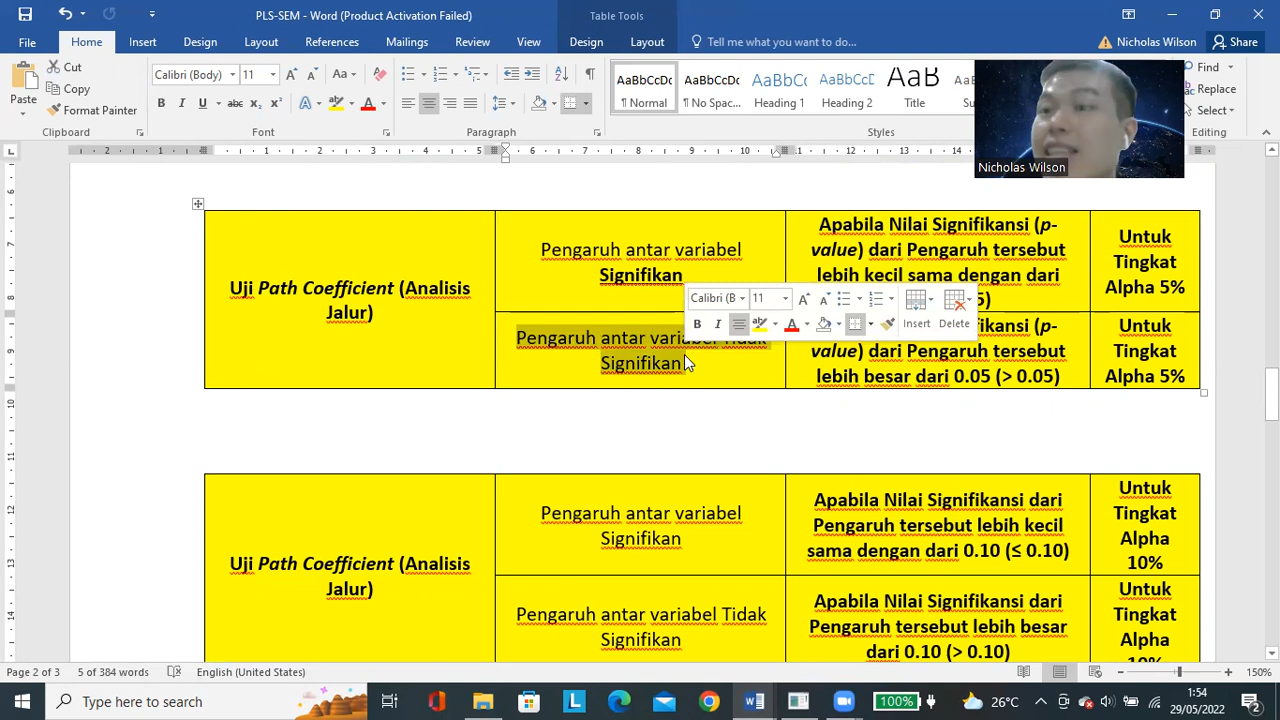 PLS-SEM - Word (Product Activation Failed)
Table Tools
File
Home
Insert
Design
Layout
References
Mailings
Review
View
Help
Design
Layout
Tell me what you want to do...
Nicholas Wilson
Share
Paste
Cut
Copy
Format Painter
Clipboard
Calibri (Body)
11
Font
Paragraph
AaBbCcDc
¶ Normal
AaBbCcDc
¶ No Spac...
AaBbCc
Heading 1
AaBbCcC
Heading 2
AaB
Title
Styles
Find
Replace
Select
Editing
Nicholas Wilson
Uji Path Coefficient (Analisis
Jalur)
Pengaruh antar variabel
Signifikan
Apabila Nilai Signifikansi (p-
value) dari Pengaruh tersebut
lebih kecil sama dengan dari
Untuk
Tingkat
Alpha 5%
Calibri (B
11
Insert
Delete
Pengaruh antar variabel Tidak
Signifikan
value) dari Pengaruh tersebut
lebih besar dari 0.05 (> 0.05)
Untuk
Tingkat
Alpha 5%
Uji Path Coefficient (Analisis
Jalur)
Pengaruh antar variabel
Signifikan
Apabila Nilai Signifikansi dari
Pengaruh tersebut lebih kecil
sama dengan dari 0.10 (≤ 0.10)
Untuk
Tingkat
Alpha
10%
Pengaruh antar variabel Tidak
Signifikan
Apabila Nilai Signifikansi dari
Pengaruh tersebut lebih besar
dari 0.10 (> 0.10)
Untuk
Tingkat
Alpha
Page 2 of 3
5 of 384 words
English (United States)
150%
Type here to search
100%
26°C
1:54
29/05/2022